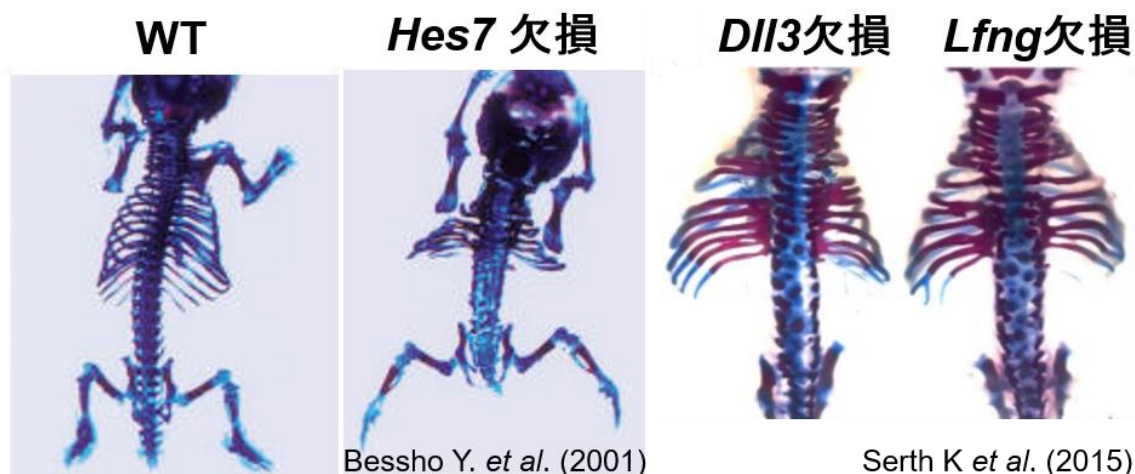 WT
Hes7 欠損
Dll3欠損
Lfng欠損
Bessho Y. et al. (2001)
Serth K et al. (2015)